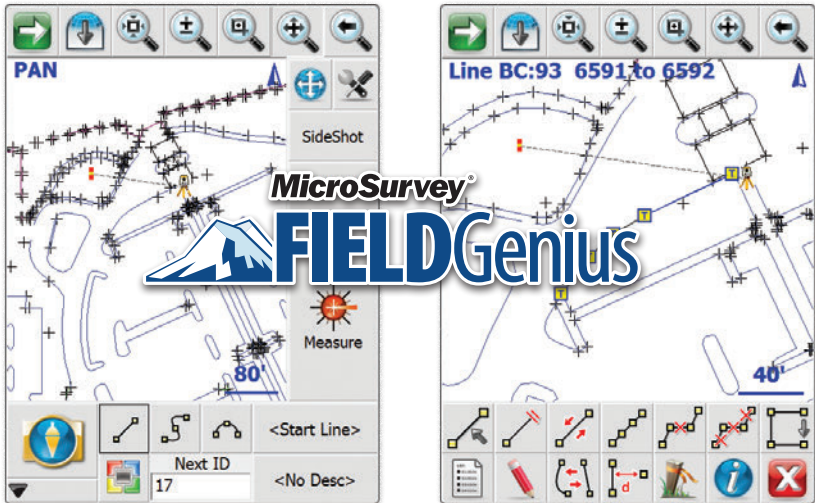 PAN
SideShot
Measure
80'
<Start Line>
Next ID
17
<No Desc>
MicroSurvey®
FIELDGenius
Line BC:93 6591 to 6592
T
T
T
T
40'
d